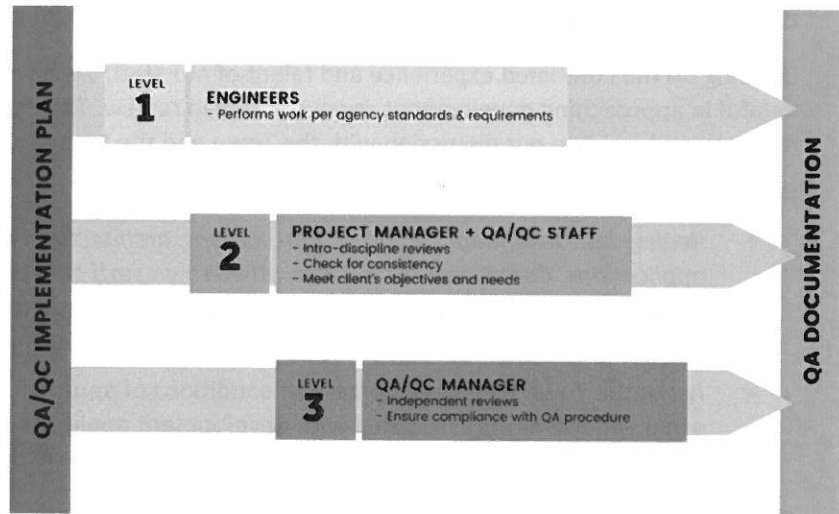 QA/QC IMPLEMENTATION PLAN
LEVEL
1
ENGINEERS
- Performs work per agency standards & requirements
LEVEL
2
PROJECT MANAGER + QA/QC STAFF
- Intra-discipline reviews
- Check for consistency
- Meet client's objectives and needs
LEVEL
3
QA/QC MANAGER
- Independent reviews
- Ensure compliance with QA procedure
QA DOCUMENTATION